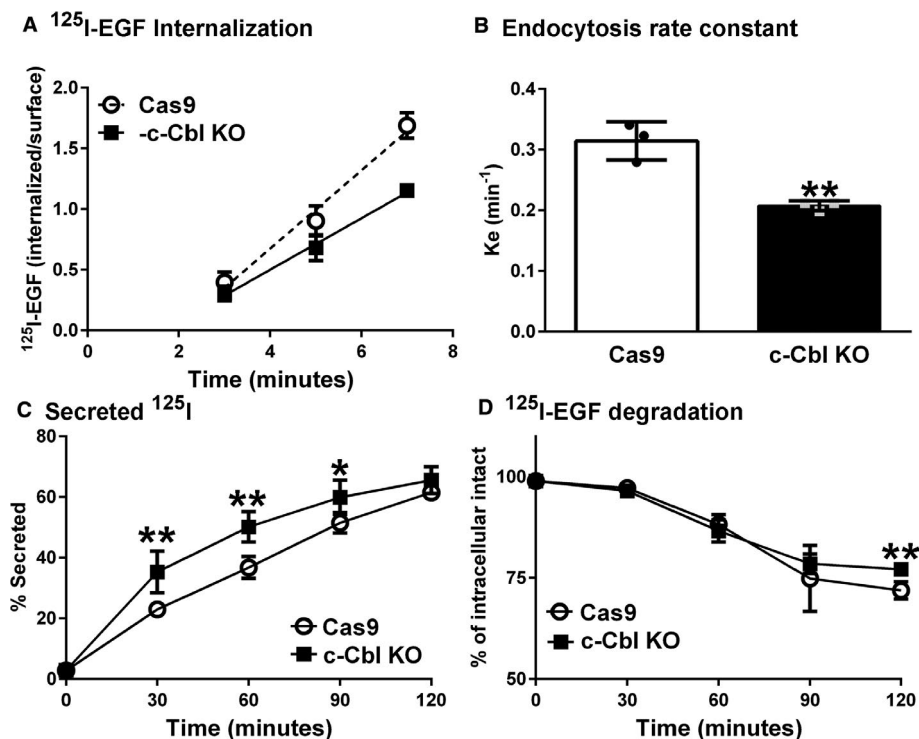 A ¹²⁵I-EGF Internalization
¹²⁵I-EGF (internalized/surface)
2.0
1.5
1.0
0.5
0.0
Cas9
-c-Cbl KO
0 2 4 6 8
Time (minutes)
B Endocytosis rate constant
Ke (min⁻¹)
0.4
0.3
0.2
0.1
0.0
**
Cas9 c-Cbl KO
C Secreted ¹²⁵I
% Secreted
80
60
40
20
0
** ** *
Cas9
c-Cbl KO
0 30 60 90 120
Time (minutes)
D ¹²⁵I-EGF degradation
% of intracellular intact
100
75
50
**
Cas9
c-Cbl KO
0 30 60 90 120
Time (minutes)